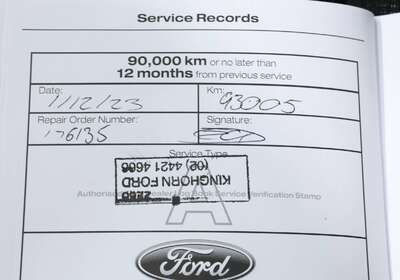 Service Records
90,000 km or no later than
12 months from previous service
Date:
1/12/23
Km:
93005
Repair Order Number:
176135
Signature:
Service Type
A
Authorised Dealer Log Book Service Verification Stamp
KINGHORN FORD
(02) 4421 4606
Ford